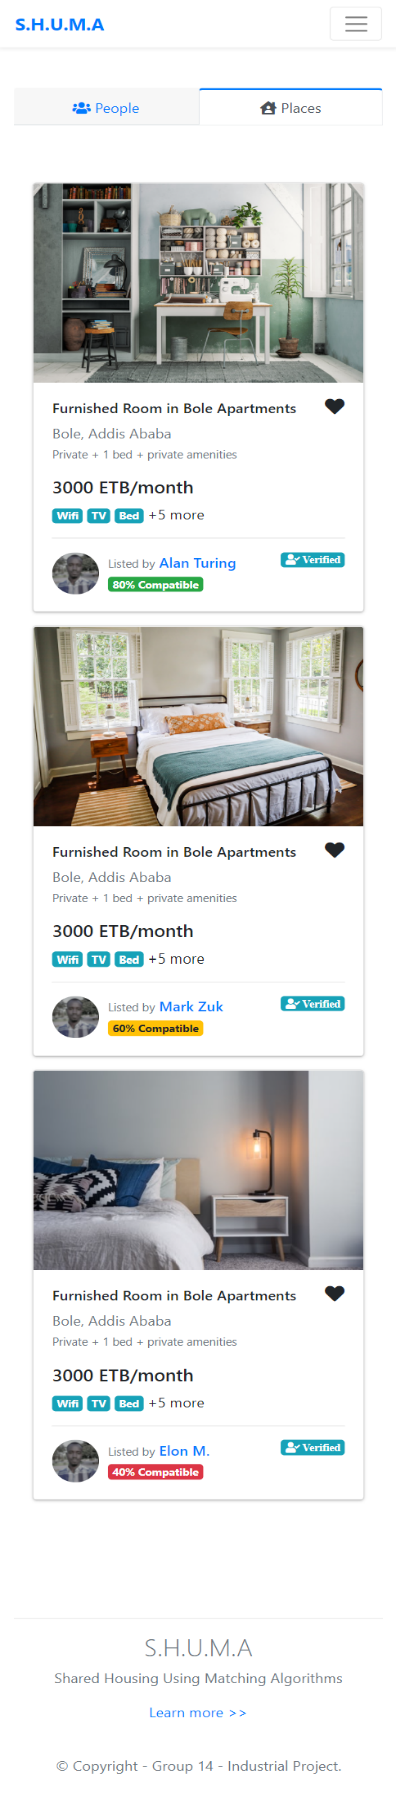 S.H.U.M.A
People
Places
Furnished Room in Bole Apartments
Bole, Addis Ababa
Private + 1 bed + private amenities
3000 ETB/month
Wifi TV Bed +5 more
Listed by Alan Turing
Verified
80% Compatible
Furnished Room in Bole Apartments
Bole, Addis Ababa
Private + 1 bed + private amenities
3000 ETB/month
Wifi TV Bed +5 more
Listed by Mark Zuk
Verified
60% Compatible
Furnished Room in Bole Apartments
Bole, Addis Ababa
Private + 1 bed + private amenities
3000 ETB/month
Wifi TV Bed +5 more
Listed by Elon M.
Verified
40% Compatible
S.H.U.M.A
Shared Housing Using Matching Algorithms
Learn more >>
© Copyright - Group 14 - Industrial Project.